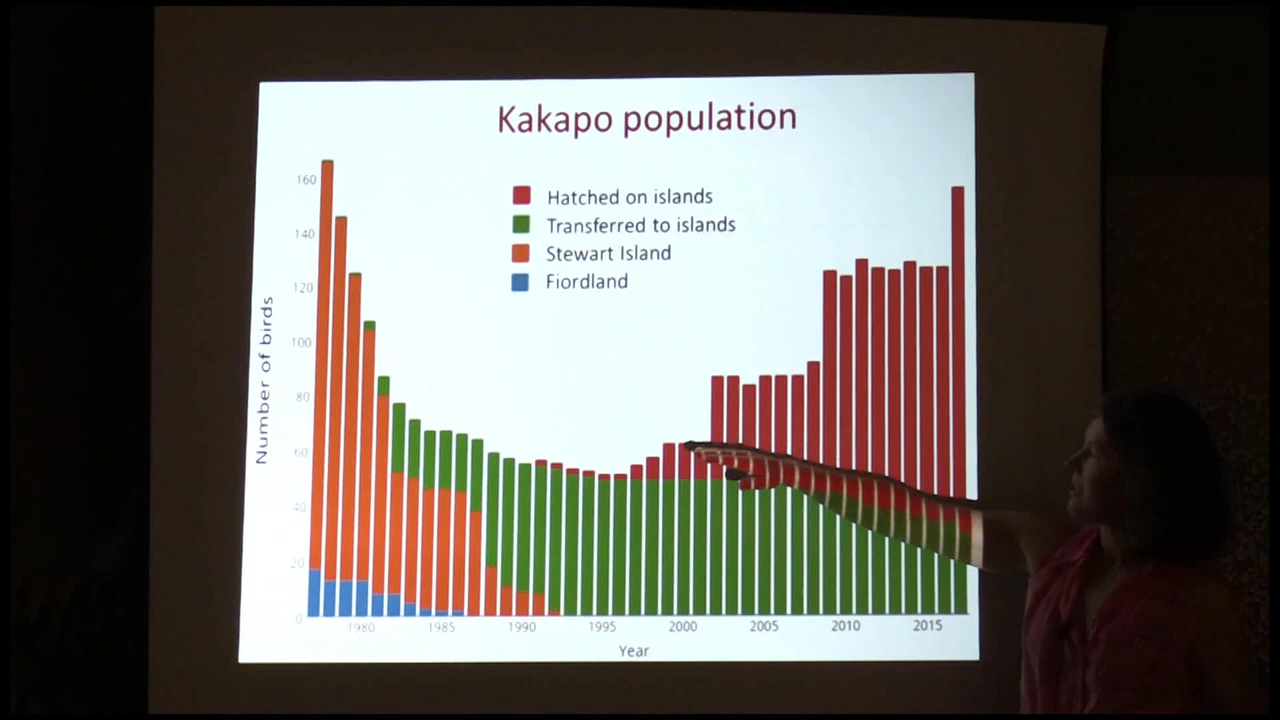 Kakapo population
Hatched on islands
Transferred to islands
Stewart Island
Fiordland
Number of birds
160
140
120
100
80
60
40
20
0
1980 1985 1990 1995 2000 2005 2010 2015
Year